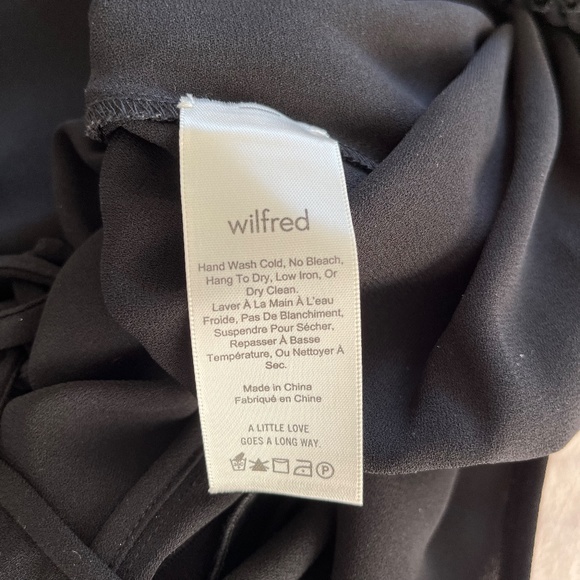 wilfred
Hand Wash Cold, No Bleach,
Hang To Dry, Low Iron, Or
Dry Clean.
Laver À La Main À L'eau
Froide, Pas De Blanchiment,
Suspendre Pour Sécher,
Repasser À Basse
Température, Ou Nettoyer À
Sec.
Made in China
Fabriqué en Chine
A LITTLE LOVE
GOES A LONG WAY.
P